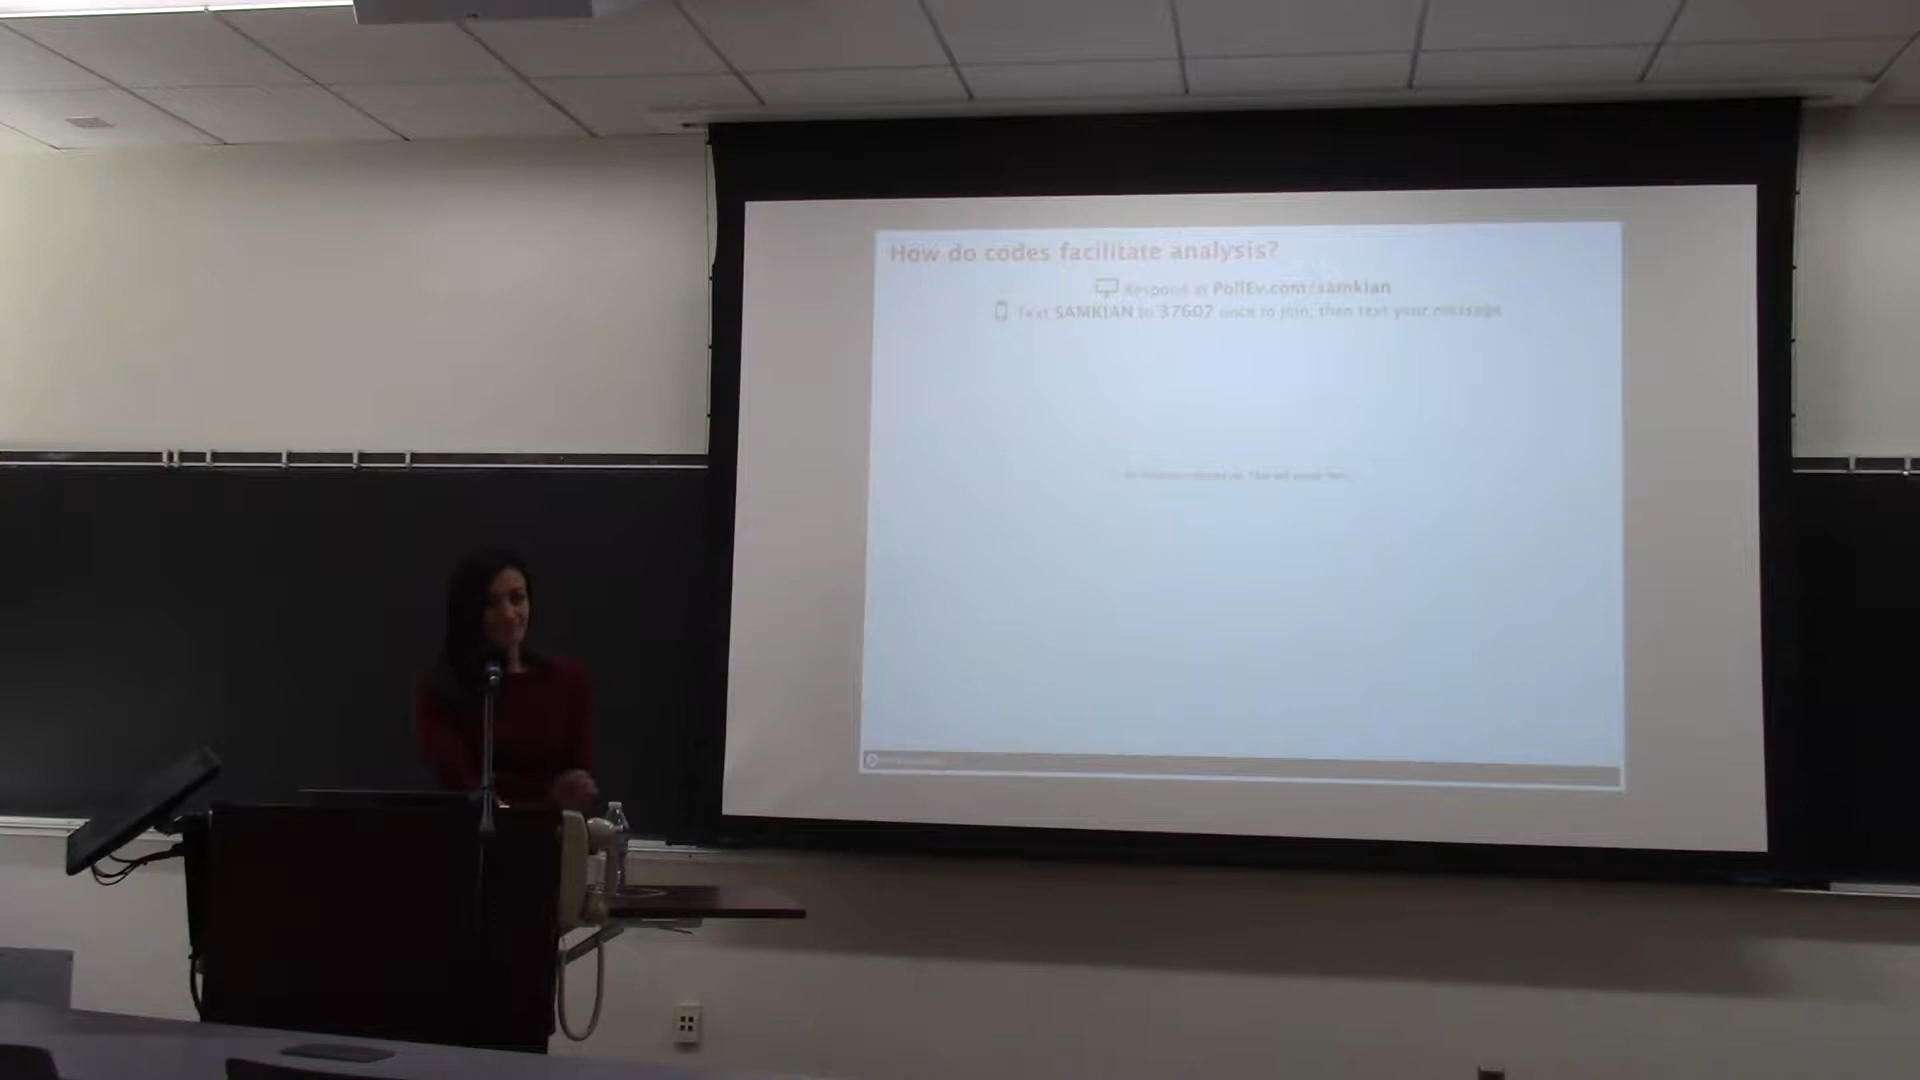 How do codes facilitate analysis?
Respond at PollEv.com/samkian
Text SAMKIAN to 37607 once to join, then text your message